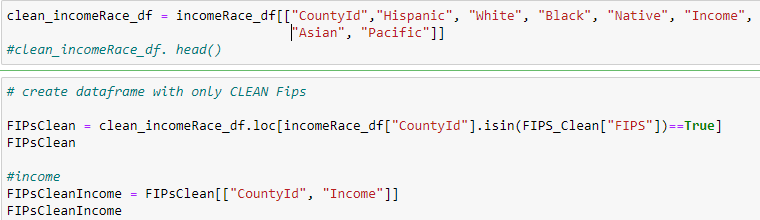 clean_incomeRace_df = incomeRace_df[["CountyId","Hispanic", "White", "Black", "Native", "Income",
"Asian", "Pacific"]]
#clean_incomeRace_df. head()
# create dataframe with only CLEAN Fips
FIPsClean = clean_incomeRace_df.loc[incomeRace_df["CountyId"].isin(FIPS_Clean["FIPS"])==True]
FIPsClean
#income
FIPsCleanIncome = FIPsClean[["CountyId", "Income"]]
FIPsCleanIncome